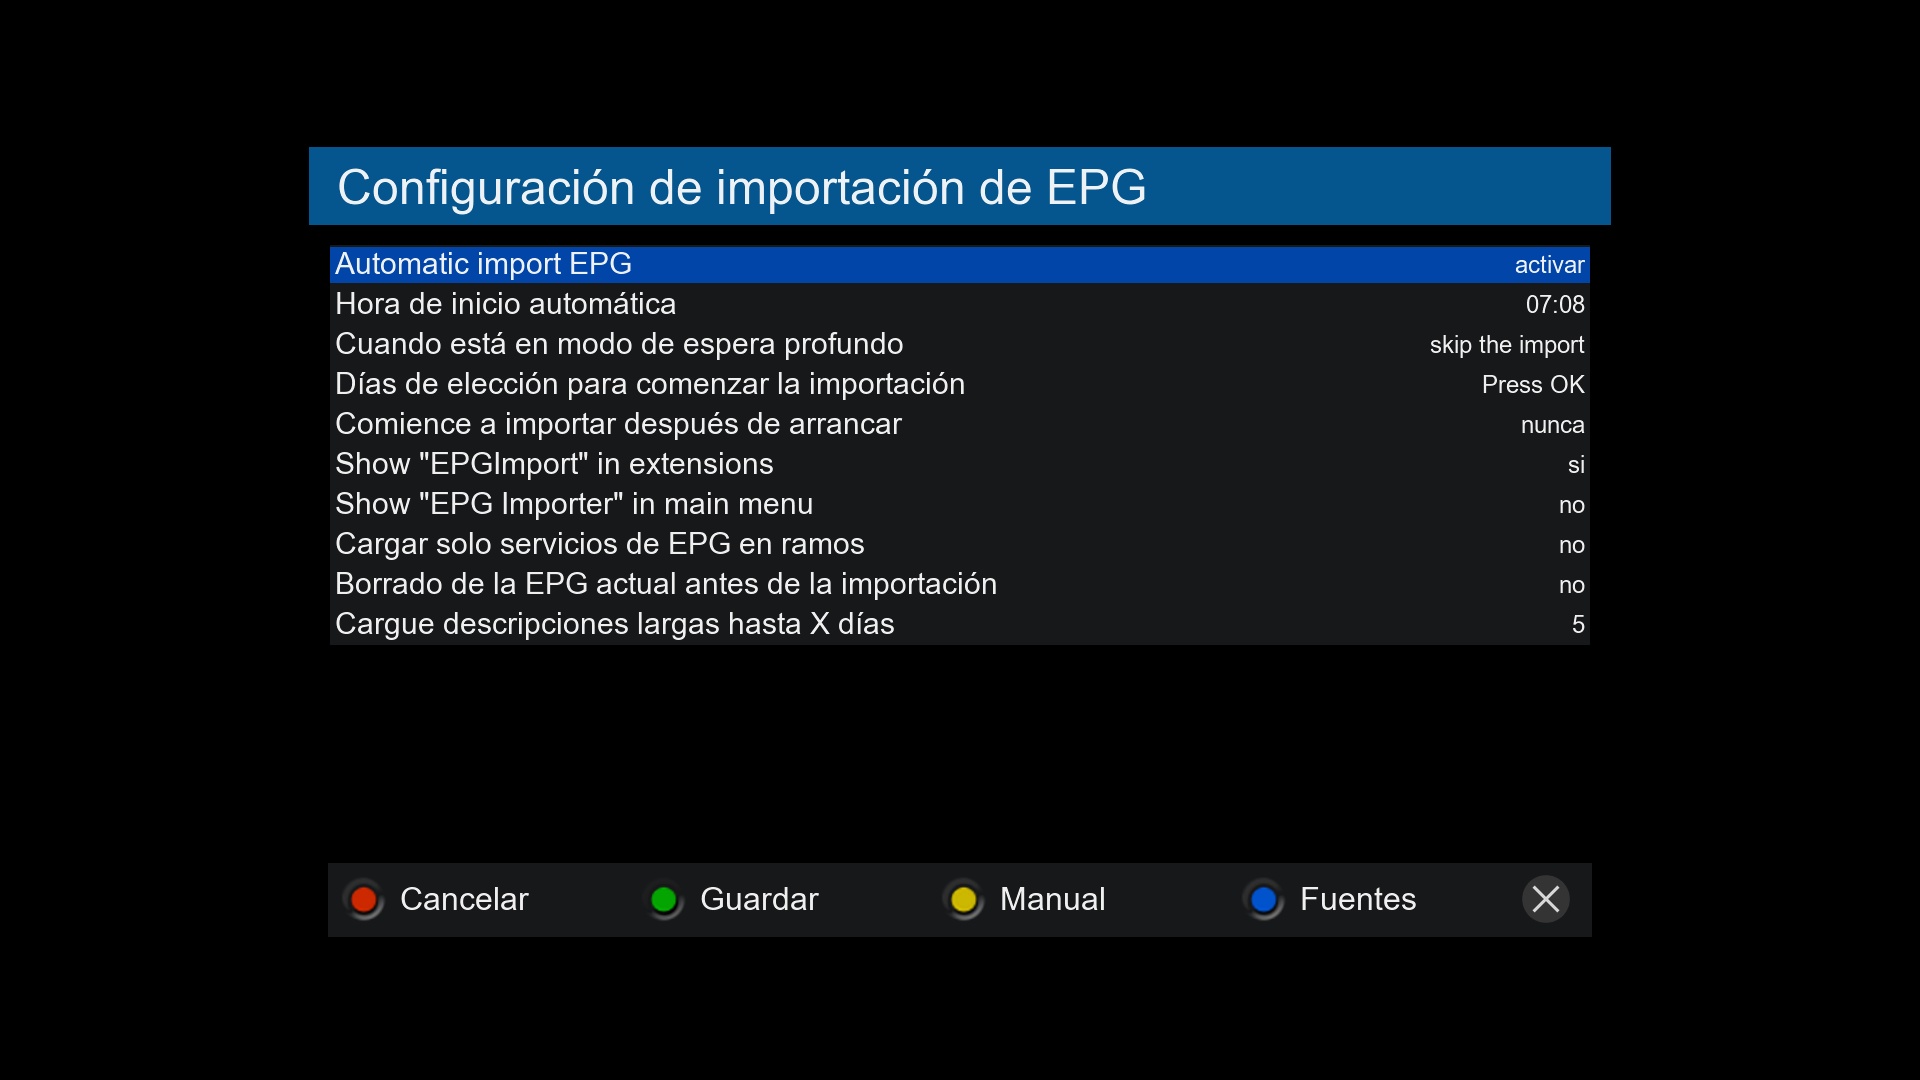 Configuración de importación de EPG
Automatic import EPG activar
Hora de inicio automática 07:08
Cuando está en modo de espera profundo skip the import
Días de elección para comenzar la importación Press OK
Comience a importar después de arrancar nunca
Show "EPGImport" in extensions si
Show "EPG Importer" in main menu no
Cargar solo servicios de EPG en ramos no
Borrado de la EPG actual antes de la importación no
Cargue descripciones largas hasta X días 5
Cancelar Guardar Manual Fuentes